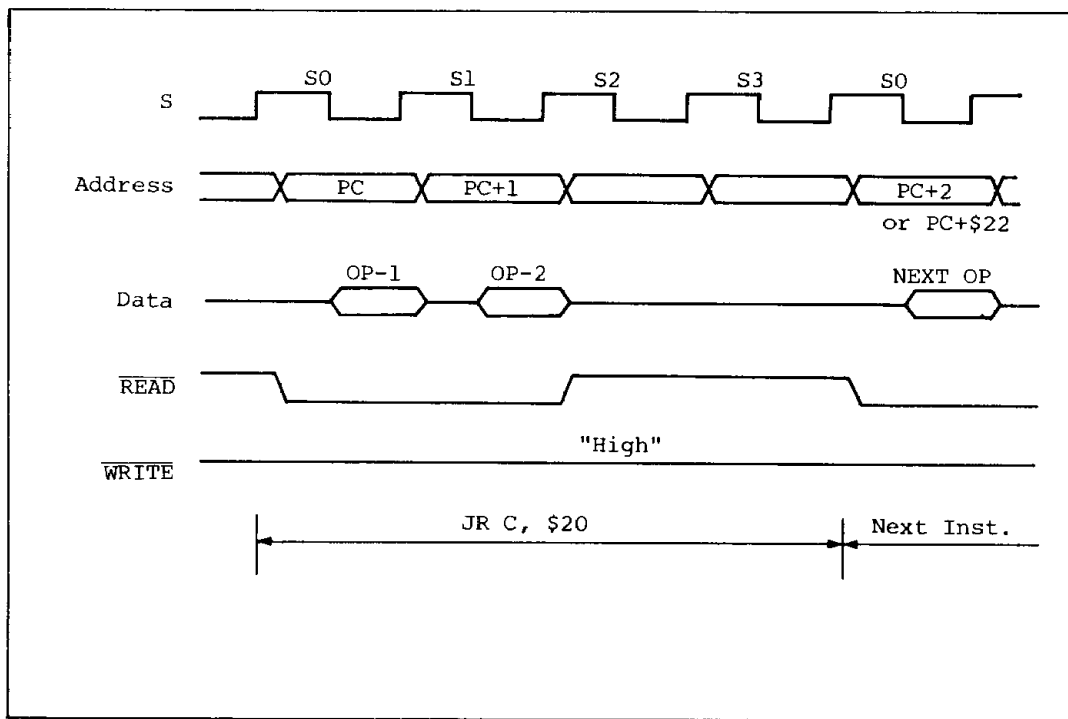 S0 S1 S2 S3 S0
S
Address PC PC+1 PC+2
or PC+$22
OP-1 OP-2 NEXT OP
Data
READ
"High"
WRITE
JR C, $20 Next Inst.